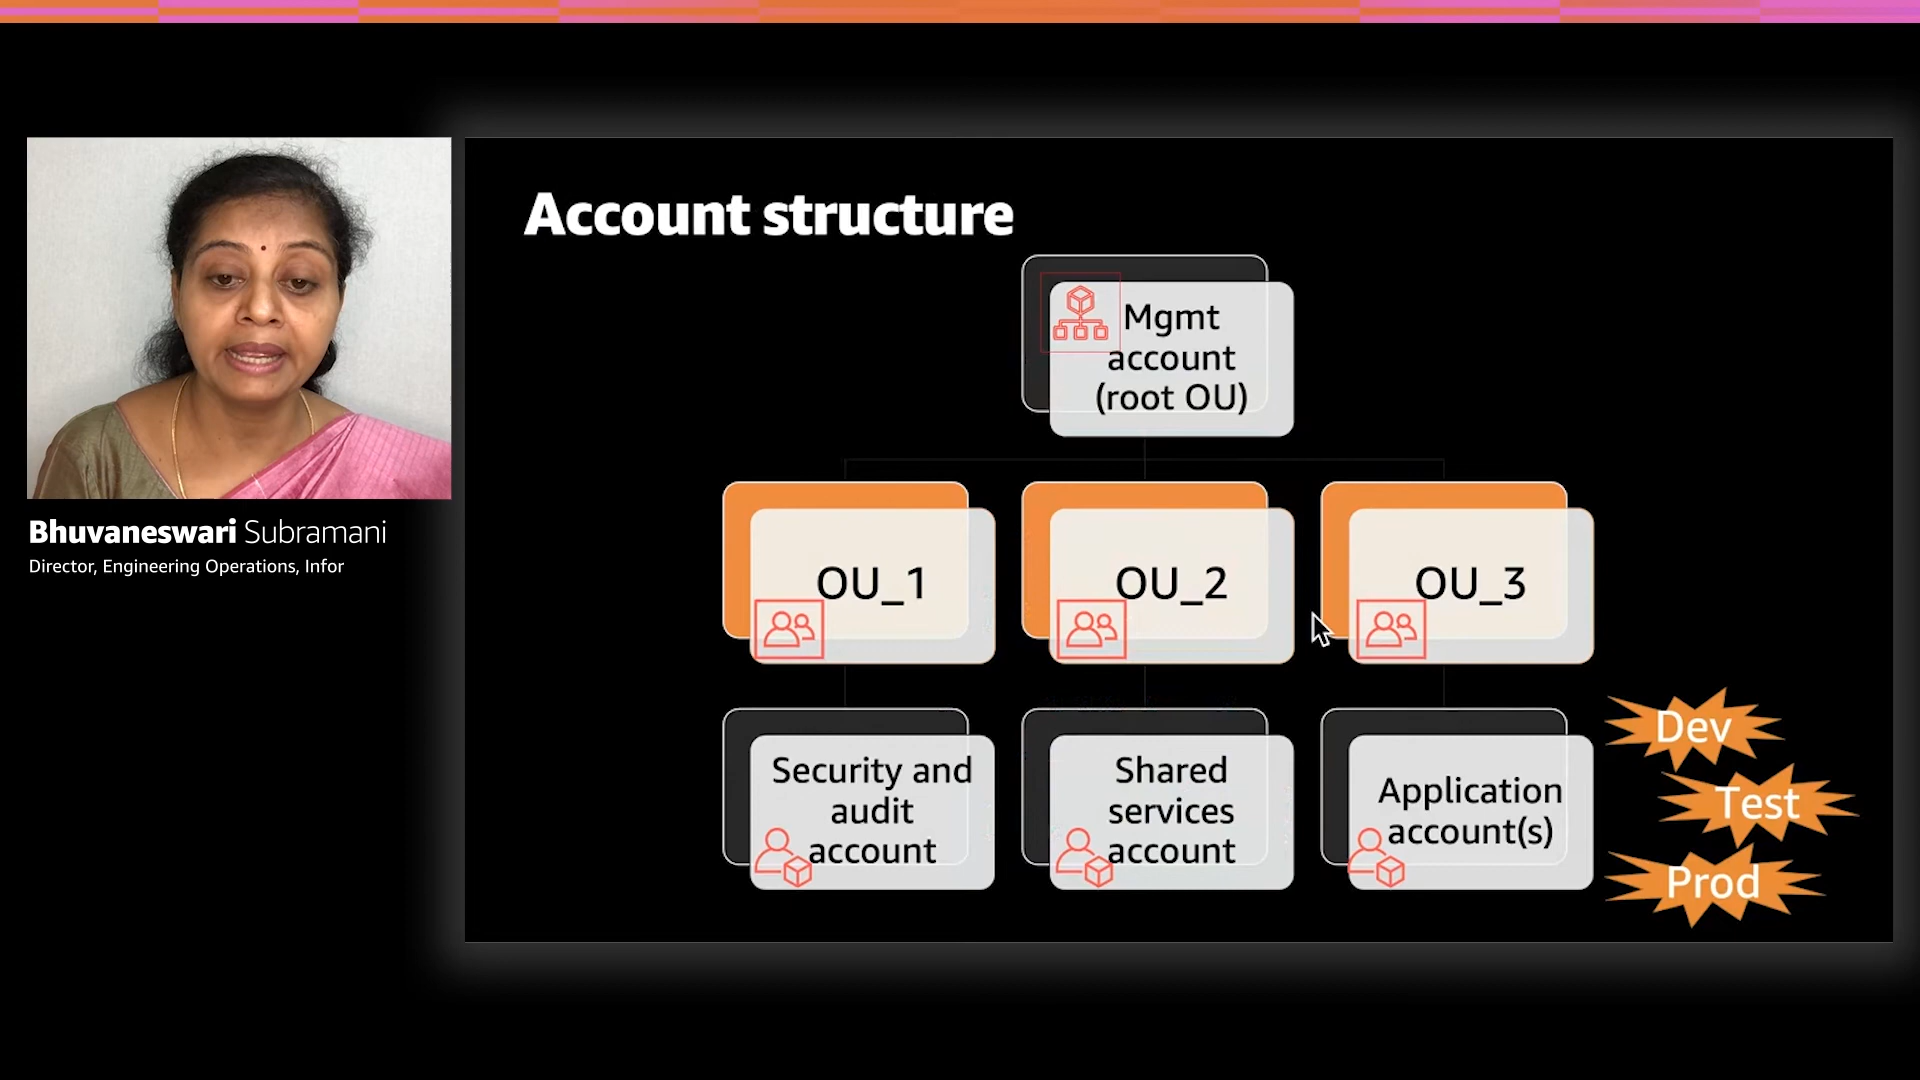 Account structure
Mgmt
account
(root OU)
OU_1
OU_2
OU_3
Security and
audit
account
Shared
services
account
Application
account(s)
Dev
Test
Prod
Bhuvaneswari Subramani
Director, Engineering Operations, Infor